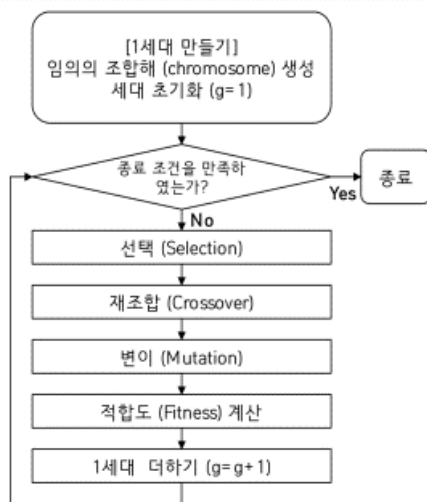 [1세대 만들기]
임의의 조합해 (chromosome) 생성
세대 초기화 (g=1)
종료 조건을 만족하
였는가?
종료
Yes
No
선택 (Selection)
재조합 (Crossover)
변이 (Mutation)
적합도 (Fitness) 계산
1세대 더하기 (g=g+1)